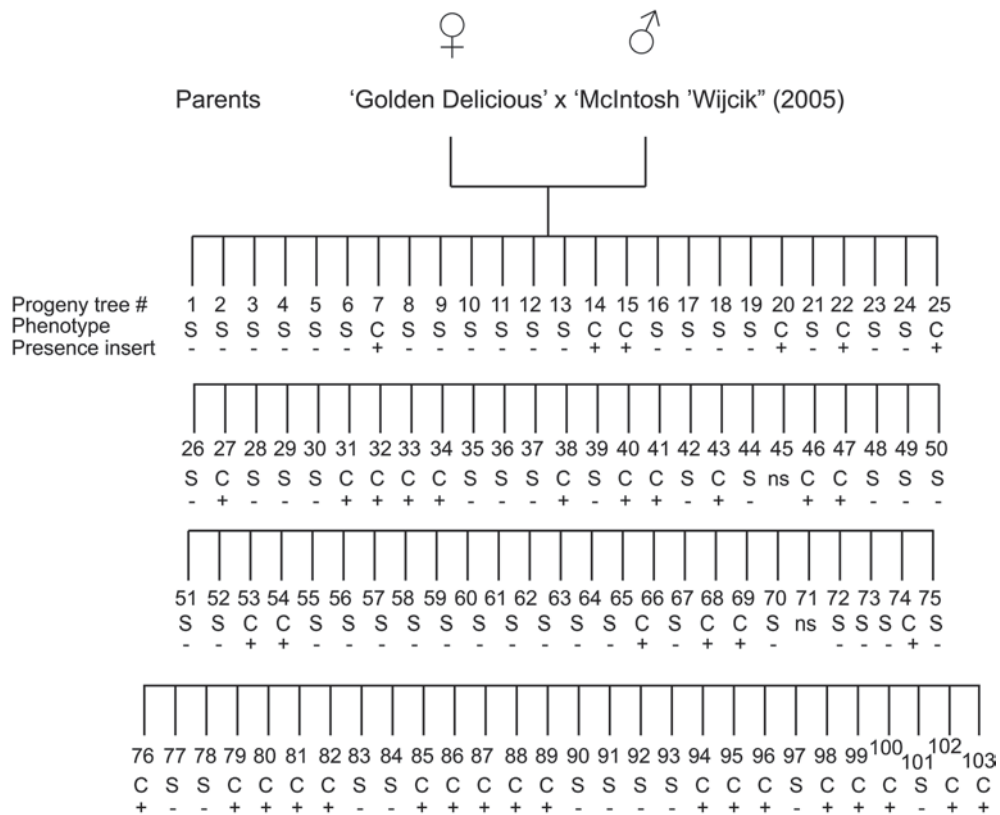 ♀ ♂
Parents 'Golden Delicious' x 'McIntosh 'Wijcik" (2005)
Progeny tree # 1 2 3 4 5 6 7 8 9 10 11 12 13 14 15 16 17 18 19 20 21 22 23 24 25
Phenotype S S S S S S C S S S S S S C C S S S S C S C S S C
Presence insert - - - - - - + - - - - - - + + - - - - + - + - - +
26 27 28 29 30 31 32 33 34 35 36 37 38 39 40 41 42 43 44 45 46 47 48 49 50
S C S S S C C C C S S S C S C C S C S ns C C S S S
- + - - - + + + + - - - + - + + - + - + + - - -
51 52 53 54 55 56 57 58 59 60 61 62 63 64 65 66 67 68 69 70 71 72 73 74 75
S S C C S S S S S S S S S S S C S C C S ns S S S C S
- - + + - - - - - - - - - - - + - + + - - - - + -
76 77 78 79 80 81 82 83 84 85 86 87 88 89 90 91 92 93 94 95 96 97 98 99 100 101 102 103
C S S C C C C S S C C C C C S S S S C C C S C C C S C C
+ - - + + + + - - + + + + + - - - - + + + - + + + - + +